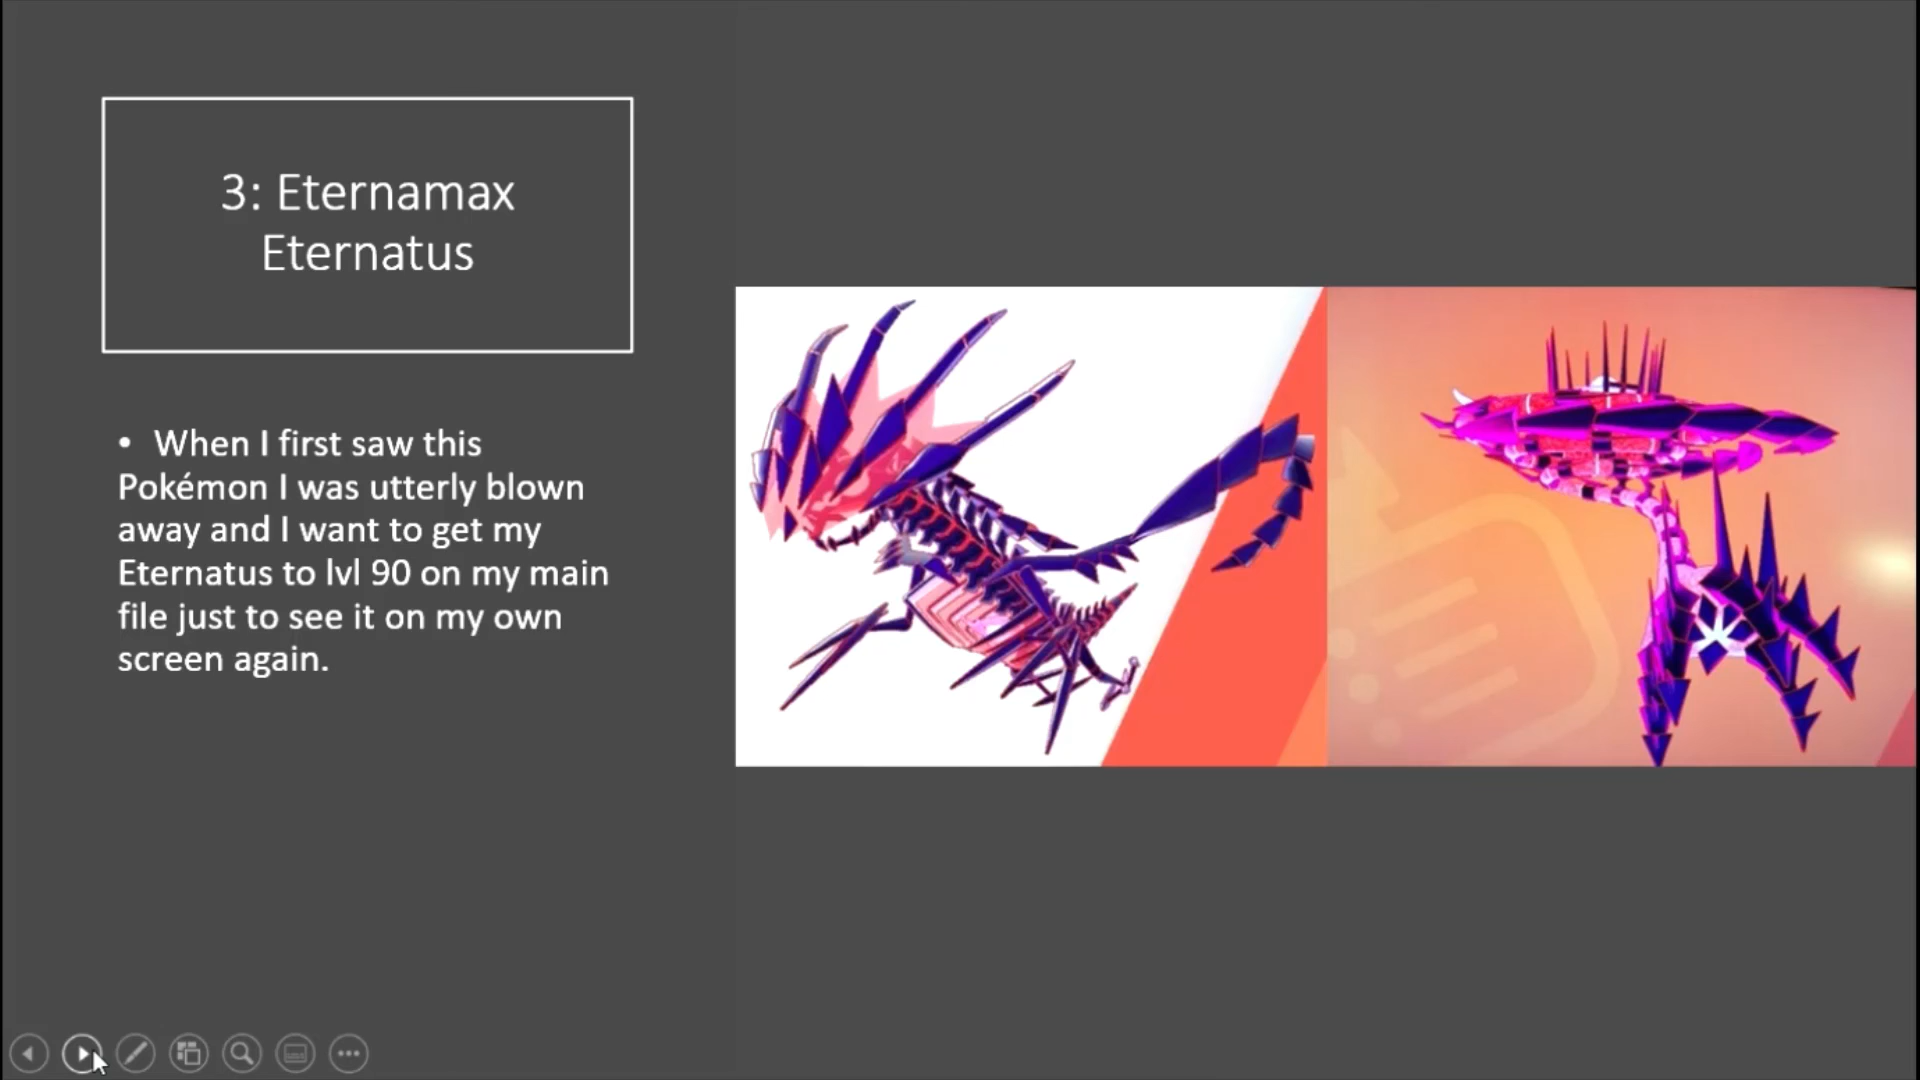 3: Eternamax
Eternatus
• When I first saw this
Pokémon I was utterly blown
away and I want to get my
Eternatus to lvl 90 on my main
file just to see it on my own
screen again.